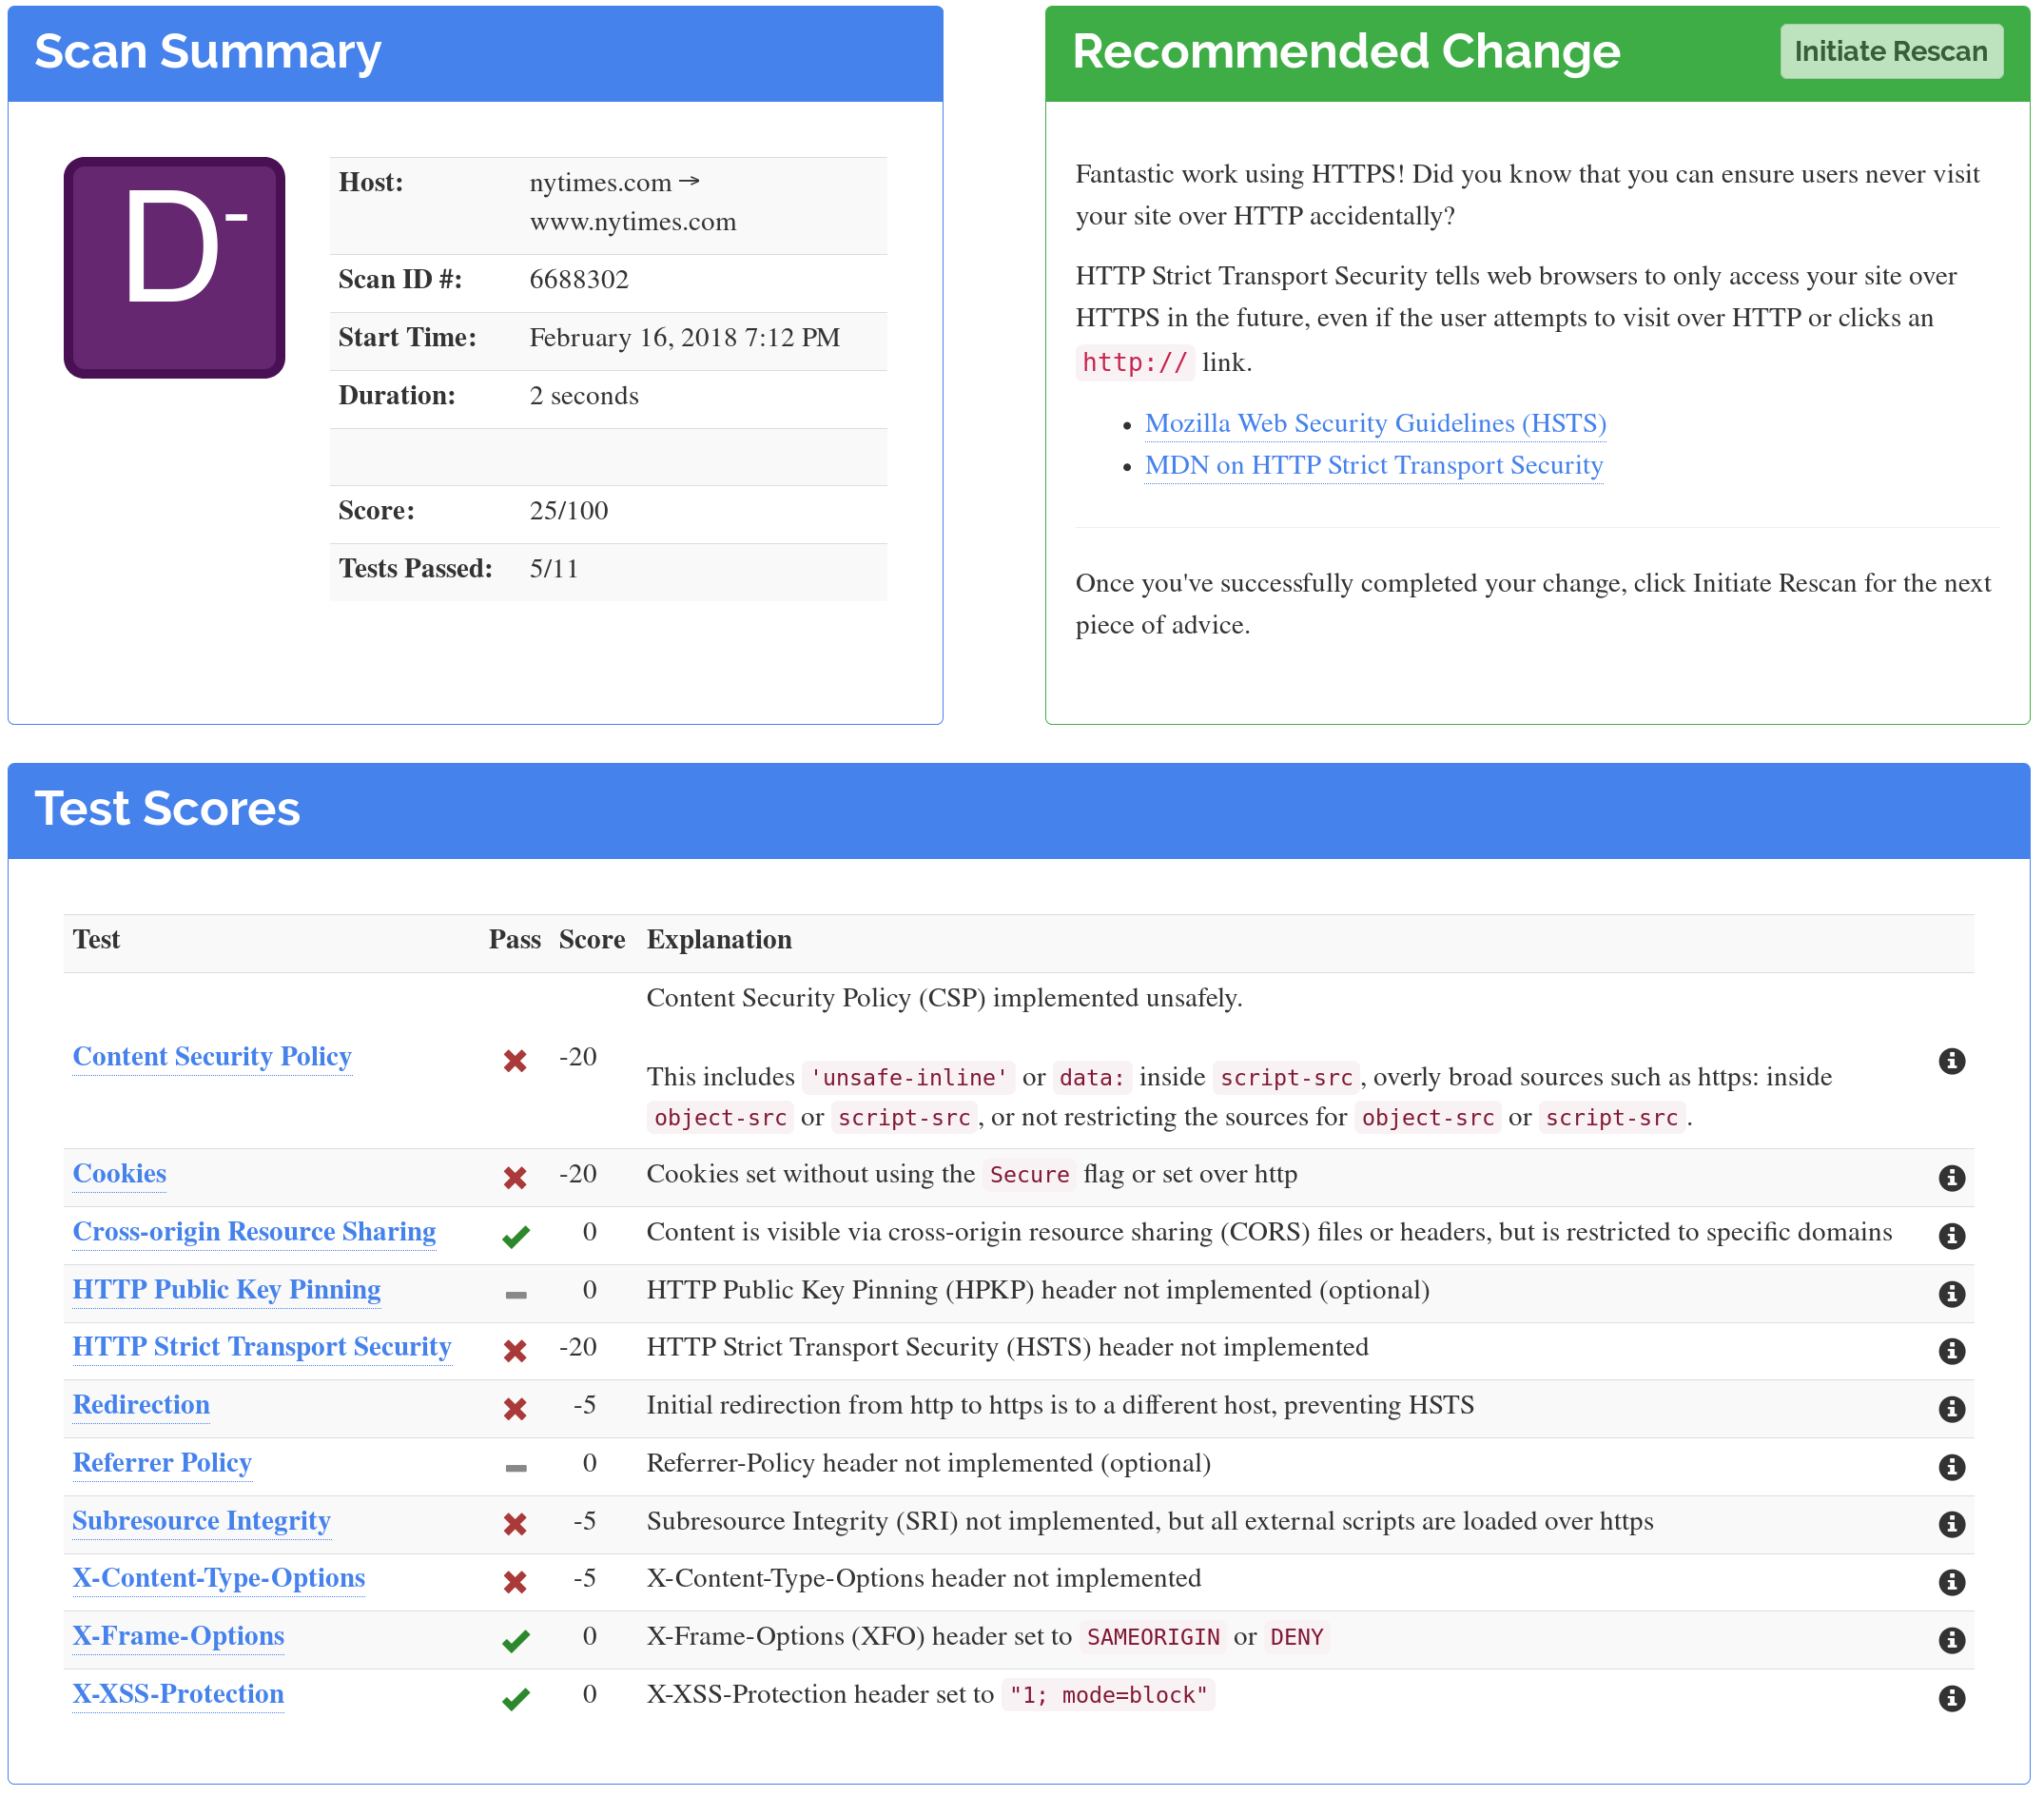 Scan Summary
D-
Host: nytimes.com →
www.nytimes.com
Scan ID #: 6688302
Start Time: February 16, 2018 7:12 PM
Duration: 2 seconds
Score: 25/100
Tests Passed: 5/11
Recommended Change Initiate Rescan
Fantastic work using HTTPS! Did you know that you can ensure users never visit
your site over HTTP accidentally?
HTTP Strict Transport Security tells web browsers to only access your site over
HTTPS in the future, even if the user attempts to visit over HTTP or clicks an
http:// link.
• Mozilla Web Security Guidelines (HSTS)
• MDN on HTTP Strict Transport Security
Once you've successfully completed your change, click Initiate Rescan for the next
piece of advice.
Test Scores
Test Pass Score Explanation
Content Security Policy -20 Content Security Policy (CSP) implemented unsafely.
This includes 'unsafe-inline' or data: inside script-src, overly broad sources such as https: inside
object-src or script-src, or not restricting the sources for object-src or script-src.
Cookies -20 Cookies set without using the Secure flag or set over http
Cross-origin Resource Sharing 0 Content is visible via cross-origin resource sharing (CORS) files or headers, but is restricted to specific domains
HTTP Public Key Pinning 0 HTTP Public Key Pinning (HPKP) header not implemented (optional)
HTTP Strict Transport Security -20 HTTP Strict Transport Security (HSTS) header not implemented
Redirection -5 Initial redirection from http to https is to a different host, preventing HSTS
Referrer Policy 0 Referrer-Policy header not implemented (optional)
Subresource Integrity -5 Subresource Integrity (SRI) not implemented, but all external scripts are loaded over https
X-Content-Type-Options -5 X-Content-Type-Options header not implemented
X-Frame-Options 0 X-Frame-Options (XFO) header set to SAMEORIGIN or DENY
X-XSS-Protection 0 X-XSS-Protection header set to "1; mode=block"